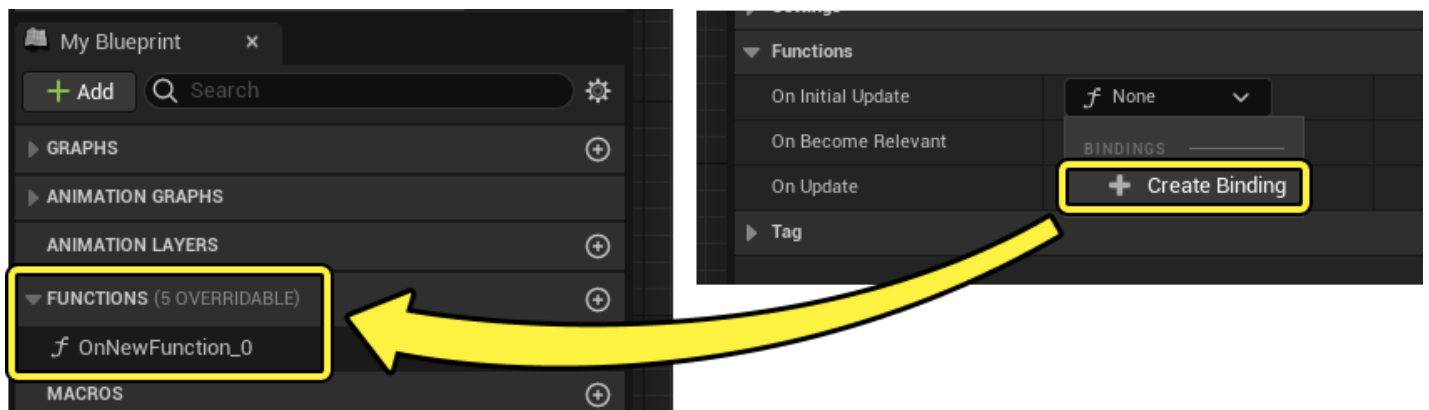 My Blueprint
Add
Search
GRAPHS
ANIMATION GRAPHS
ANIMATION LAYERS
FUNCTIONS (5 OVERRIDABLE)
OnNewFunction_0
MACROS
Functions
On Initial Update
None
On Become Relevant
BINDINGS
On Update
Create Binding
Tag